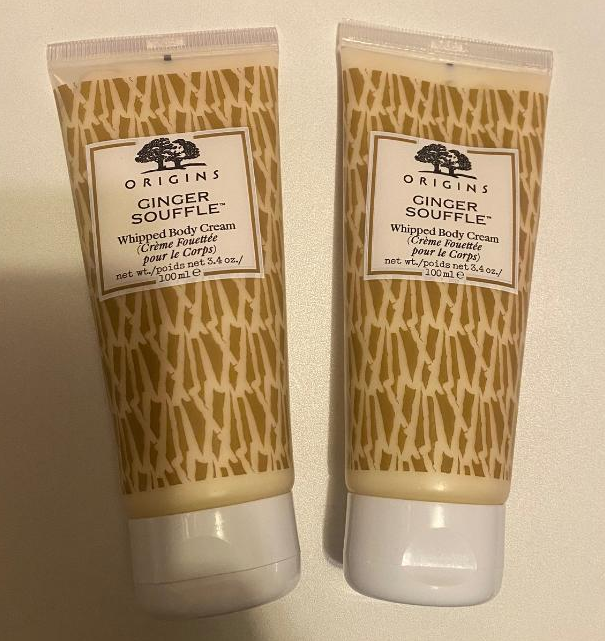 ORIGINS
GINGER
SOUFFLE™
Whipped Body Cream
(Crème Fouettée
pour le Corps)
net wt./poids net 3.4 oz./
100 ml ℮
ORIGINS
GINGER
SOUFFLE™
Whipped Body Cream
(Crème Fouettée
pour le Corps)
net wt./poids net 3.4 oz./
100 ml ℮